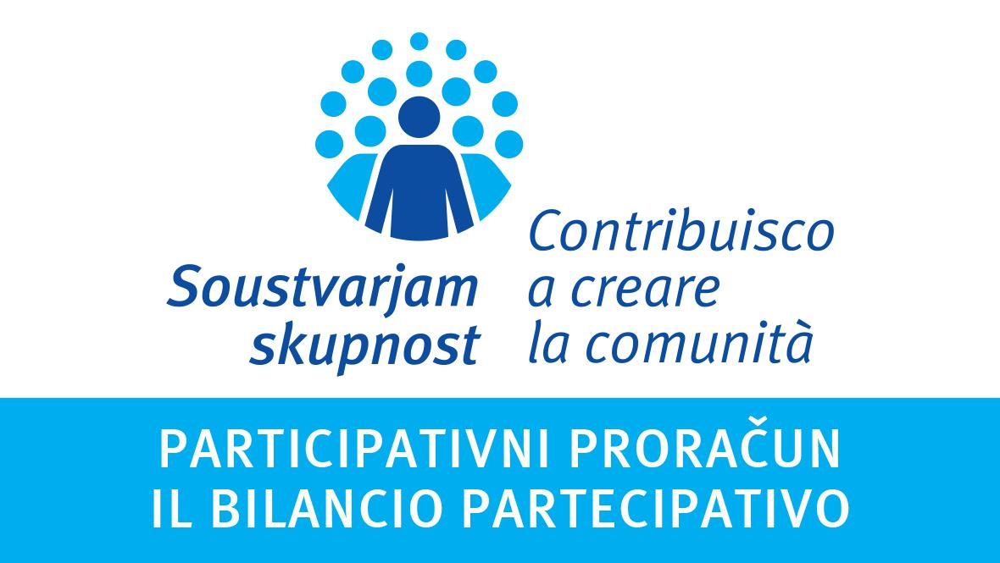 Soustvarjam
skupnost
Contribuisco
a creare
la comunità
PARTICIPATIVNI PRORAČUN
IL BILANCIO PARTECIPATIVO